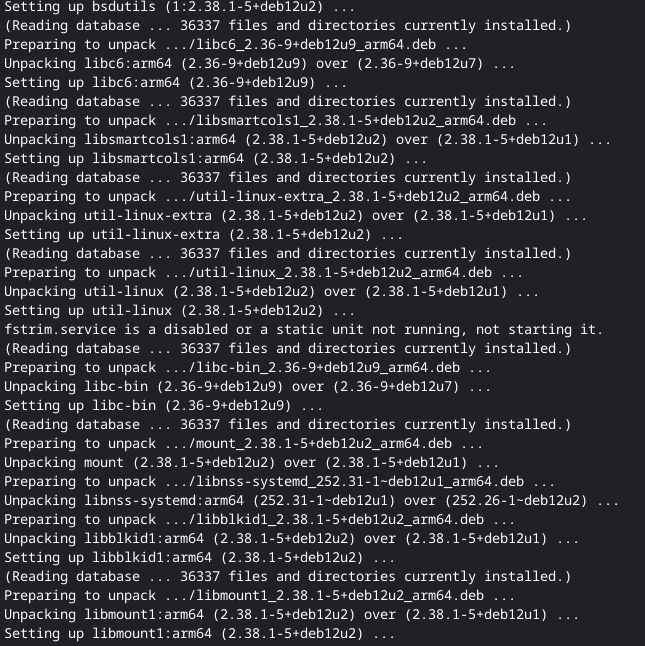 Setting up bsdutils (1:2.38.1-5+deb12u2) ...
(Reading database ... 36337 files and directories currently installed.)
Preparing to unpack .../libc6_2.36-9+deb12u9_arm64.deb ...
Unpacking libc6:arm64 (2.36-9+deb12u9) over (2.36-9+deb12u7) ...
Setting up libc6:arm64 (2.36-9+deb12u9) ...
(Reading database ... 36337 files and directories currently installed.)
Preparing to unpack .../libsmartcols1_2.38.1-5+deb12u2_arm64.deb ...
Unpacking libsmartcols1:arm64 (2.38.1-5+deb12u2) over (2.38.1-5+deb12u1) ...
Setting up libsmartcols1:arm64 (2.38.1-5+deb12u2) ...
(Reading database ... 36337 files and directories currently installed.)
Preparing to unpack .../util-linux-extra_2.38.1-5+deb12u2_arm64.deb ...
Unpacking util-linux-extra (2.38.1-5+deb12u2) over (2.38.1-5+deb12u1) ...
Setting up util-linux-extra (2.38.1-5+deb12u2) ...
(Reading database ... 36337 files and directories currently installed.)
Preparing to unpack .../util-linux_2.38.1-5+deb12u2_arm64.deb ...
Unpacking util-linux (2.38.1-5+deb12u2) over (2.38.1-5+deb12u1) ...
Setting up util-linux (2.38.1-5+deb12u2) ...
fstrim.service is a disabled or a static unit not running, not starting it.
(Reading database ... 36337 files and directories currently installed.)
Preparing to unpack .../libc-bin_2.36-9+deb12u9_arm64.deb ...
Unpacking libc-bin (2.36-9+deb12u9) over (2.36-9+deb12u7) ...
Setting up libc-bin (2.36-9+deb12u9) ...
(Reading database ... 36337 files and directories currently installed.)
Preparing to unpack .../mount_2.38.1-5+deb12u2_arm64.deb ...
Unpacking mount (2.38.1-5+deb12u2) over (2.38.1-5+deb12u1) ...
Preparing to unpack .../libnss-systemd_252.31-1~deb12u1_arm64.deb ...
Unpacking libnss-systemd:arm64 (252.31-1~deb12u1) over (252.26-1~deb12u2) ...
Preparing to unpack .../libblkid1_2.38.1-5+deb12u2_arm64.deb ...
Unpacking libblkid1:arm64 (2.38.1-5+deb12u2) over (2.38.1-5+deb12u1) ...
Setting up libblkid1:arm64 (2.38.1-5+deb12u2) ...
(Reading database ... 36337 files and directories currently installed.)
Preparing to unpack .../libmount1_2.38.1-5+deb12u2_arm64.deb ...
Unpacking libmount1:arm64 (2.38.1-5+deb12u2) over (2.38.1-5+deb12u1) ...
Setting up libmount1:arm64 (2.38.1-5+deb12u2) ...